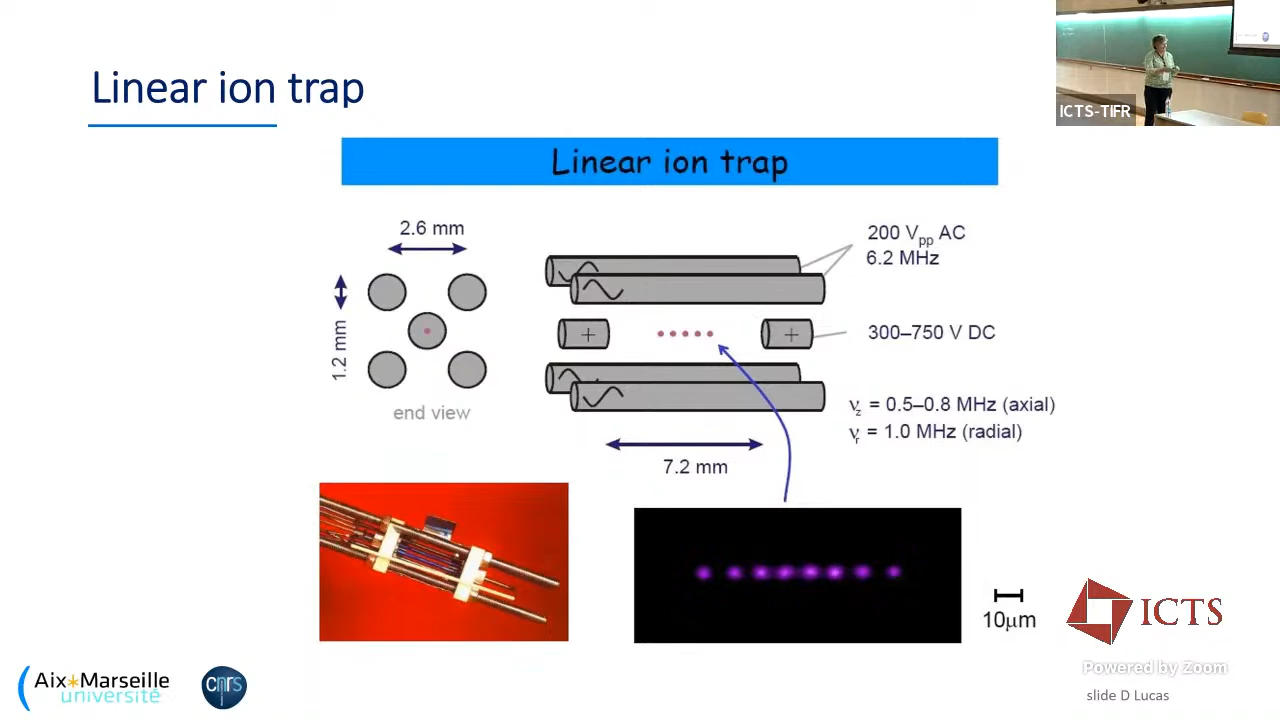 Linear ion trap
ICTS-TIFR
Linear ion trap
2.6 mm
1.2 mm
end view
200 Vpp AC
6.2 MHz
300–750 V DC
νz = 0.5–0.8 MHz (axial)
νr = 1.0 MHz (radial)
7.2 mm
10μm
ICTS
Powered by Zoom
slide D Lucas
Aix*Marseille
université
cnrs